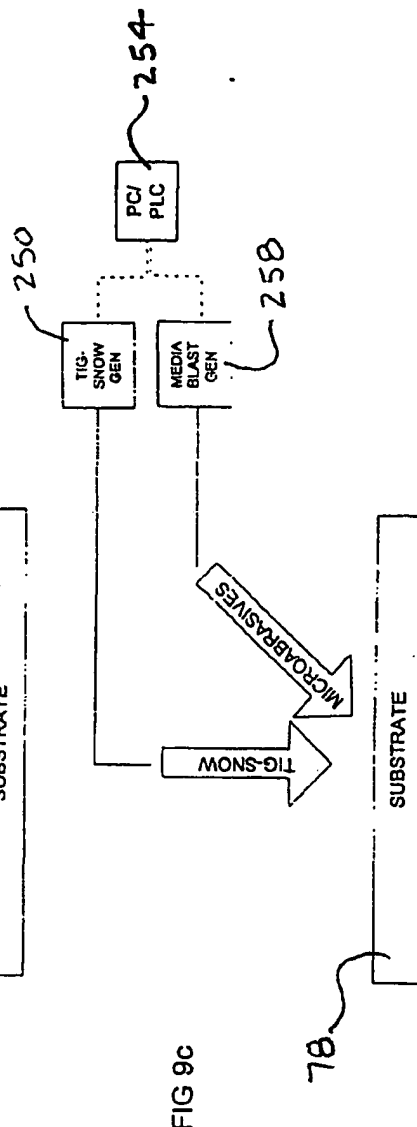 SUBSTRATE
250
TIG-
SNOW
GEN
PC/
PLC
254
MEDIA
BLAST
GEN
258
TIG-SNOW
MICROABRASIVES
FIG 9c
78
SUBSTRATE